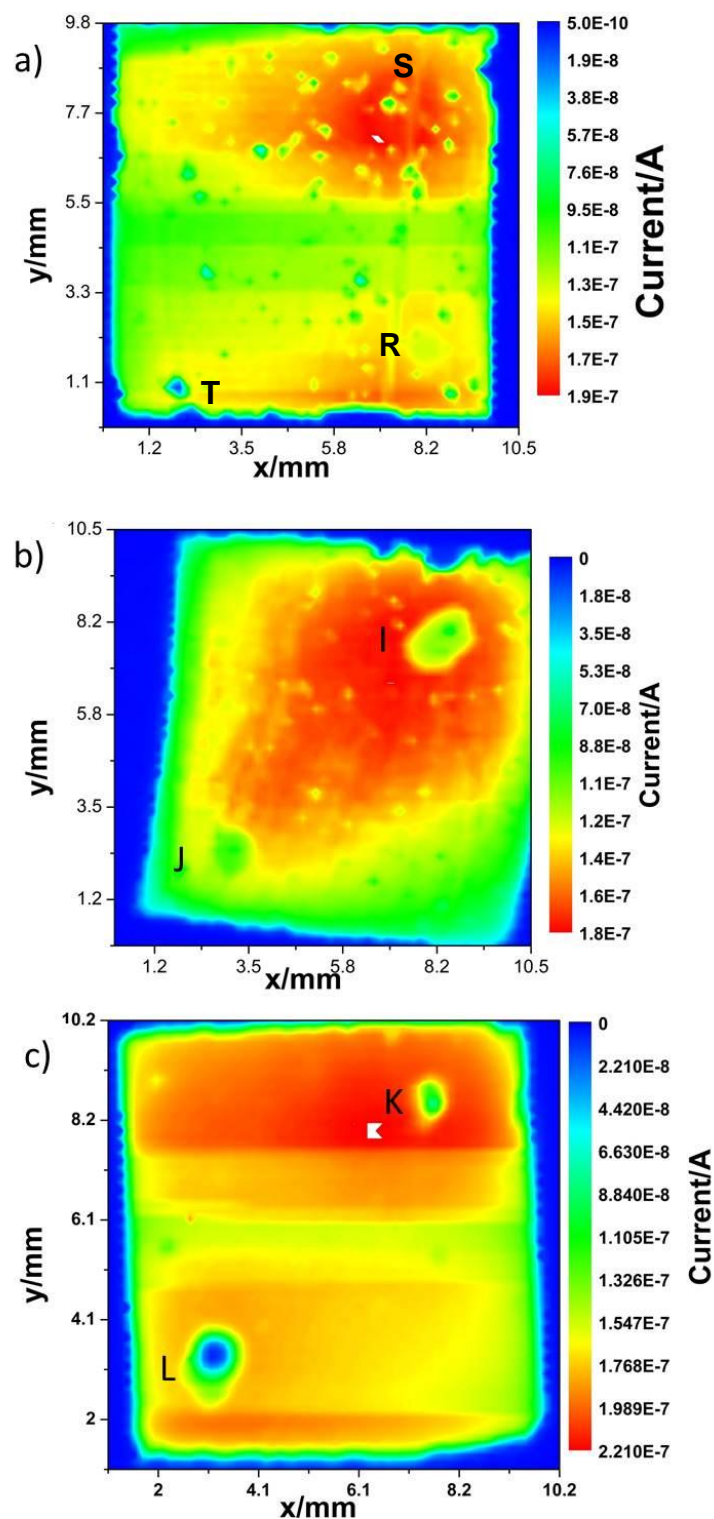 a)
9.8
7.7
5.5
3.3
1.1
y/mm
S
R
T
1.2 3.5 5.8 8.2 10.5
x/mm
5.0E-10
1.9E-8
3.8E-8
5.7E-8
9.5E-8
1.1E-7
1.3E-7
1.5E-7
1.7E-7
1.9E-7
Current/A
b)
10.5
8.2
5.8
3.5
1.2
y/mm
I
J
1.2 3.5 5.8 8.2 10.5
x/mm
0
1.8E-8
3.5E-8
5.3E-8
7.0E-8
8.8E-8
1.1E-7
1.2E-7
1.4E-7
1.6E-7
1.8E-7
Current/A
c)
10.2
8.2
6.1
4.1
2
y/mm
K
L
2 4.1 6.1 8.2 10.2
x/mm
0
2.210E-8
4.420E-8
6.630E-8
8.840E-8
1.105E-7
1.326E-7
1.547E-7
1.768E-7
1.989E-7
2.210E-7
Current/A